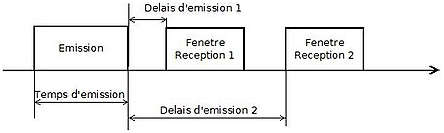 Delais d'emission 1
Emission
Fenetre
Reception 1
Fenetre
Reception 2
Temps d'emission
Delais d'emission 2